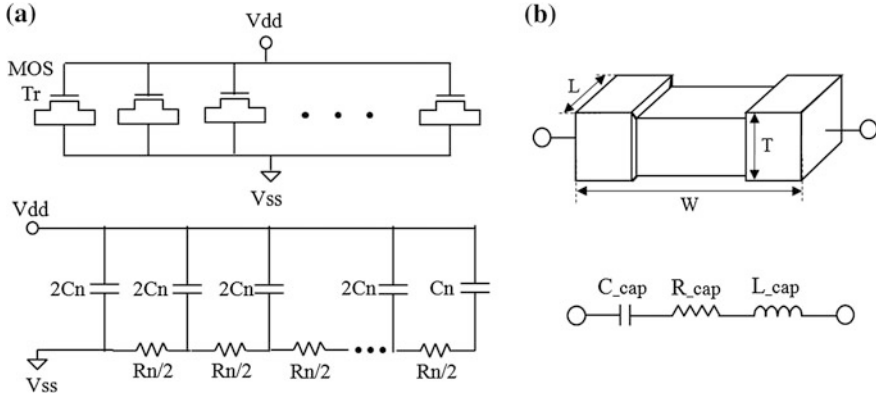 (a)
Vdd
MOS
Tr
Vss
Vdd
2Cn 2Cn 2Cn 2Cn Cn
Rn/2 Rn/2 Rn/2 Rn/2
Vss
(b)
L
T
W
C_cap R_cap L_cap